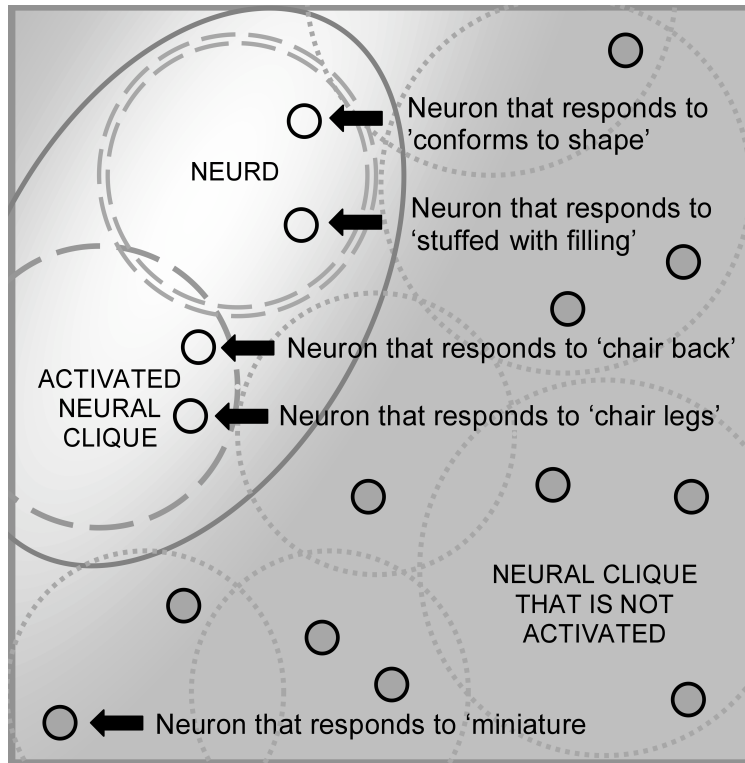 Neuron that responds to
’conforms to shape’
NEURD
Neuron that responds to
‘stuffed with filling’
Neuron that responds to ‘chair back’
ACTIVATED
NEURAL
CLIQUE
Neuron that responds to ‘chair legs’
NEURAL CLIQUE
THAT IS NOT
ACTIVATED
Neuron that responds to ‘miniature